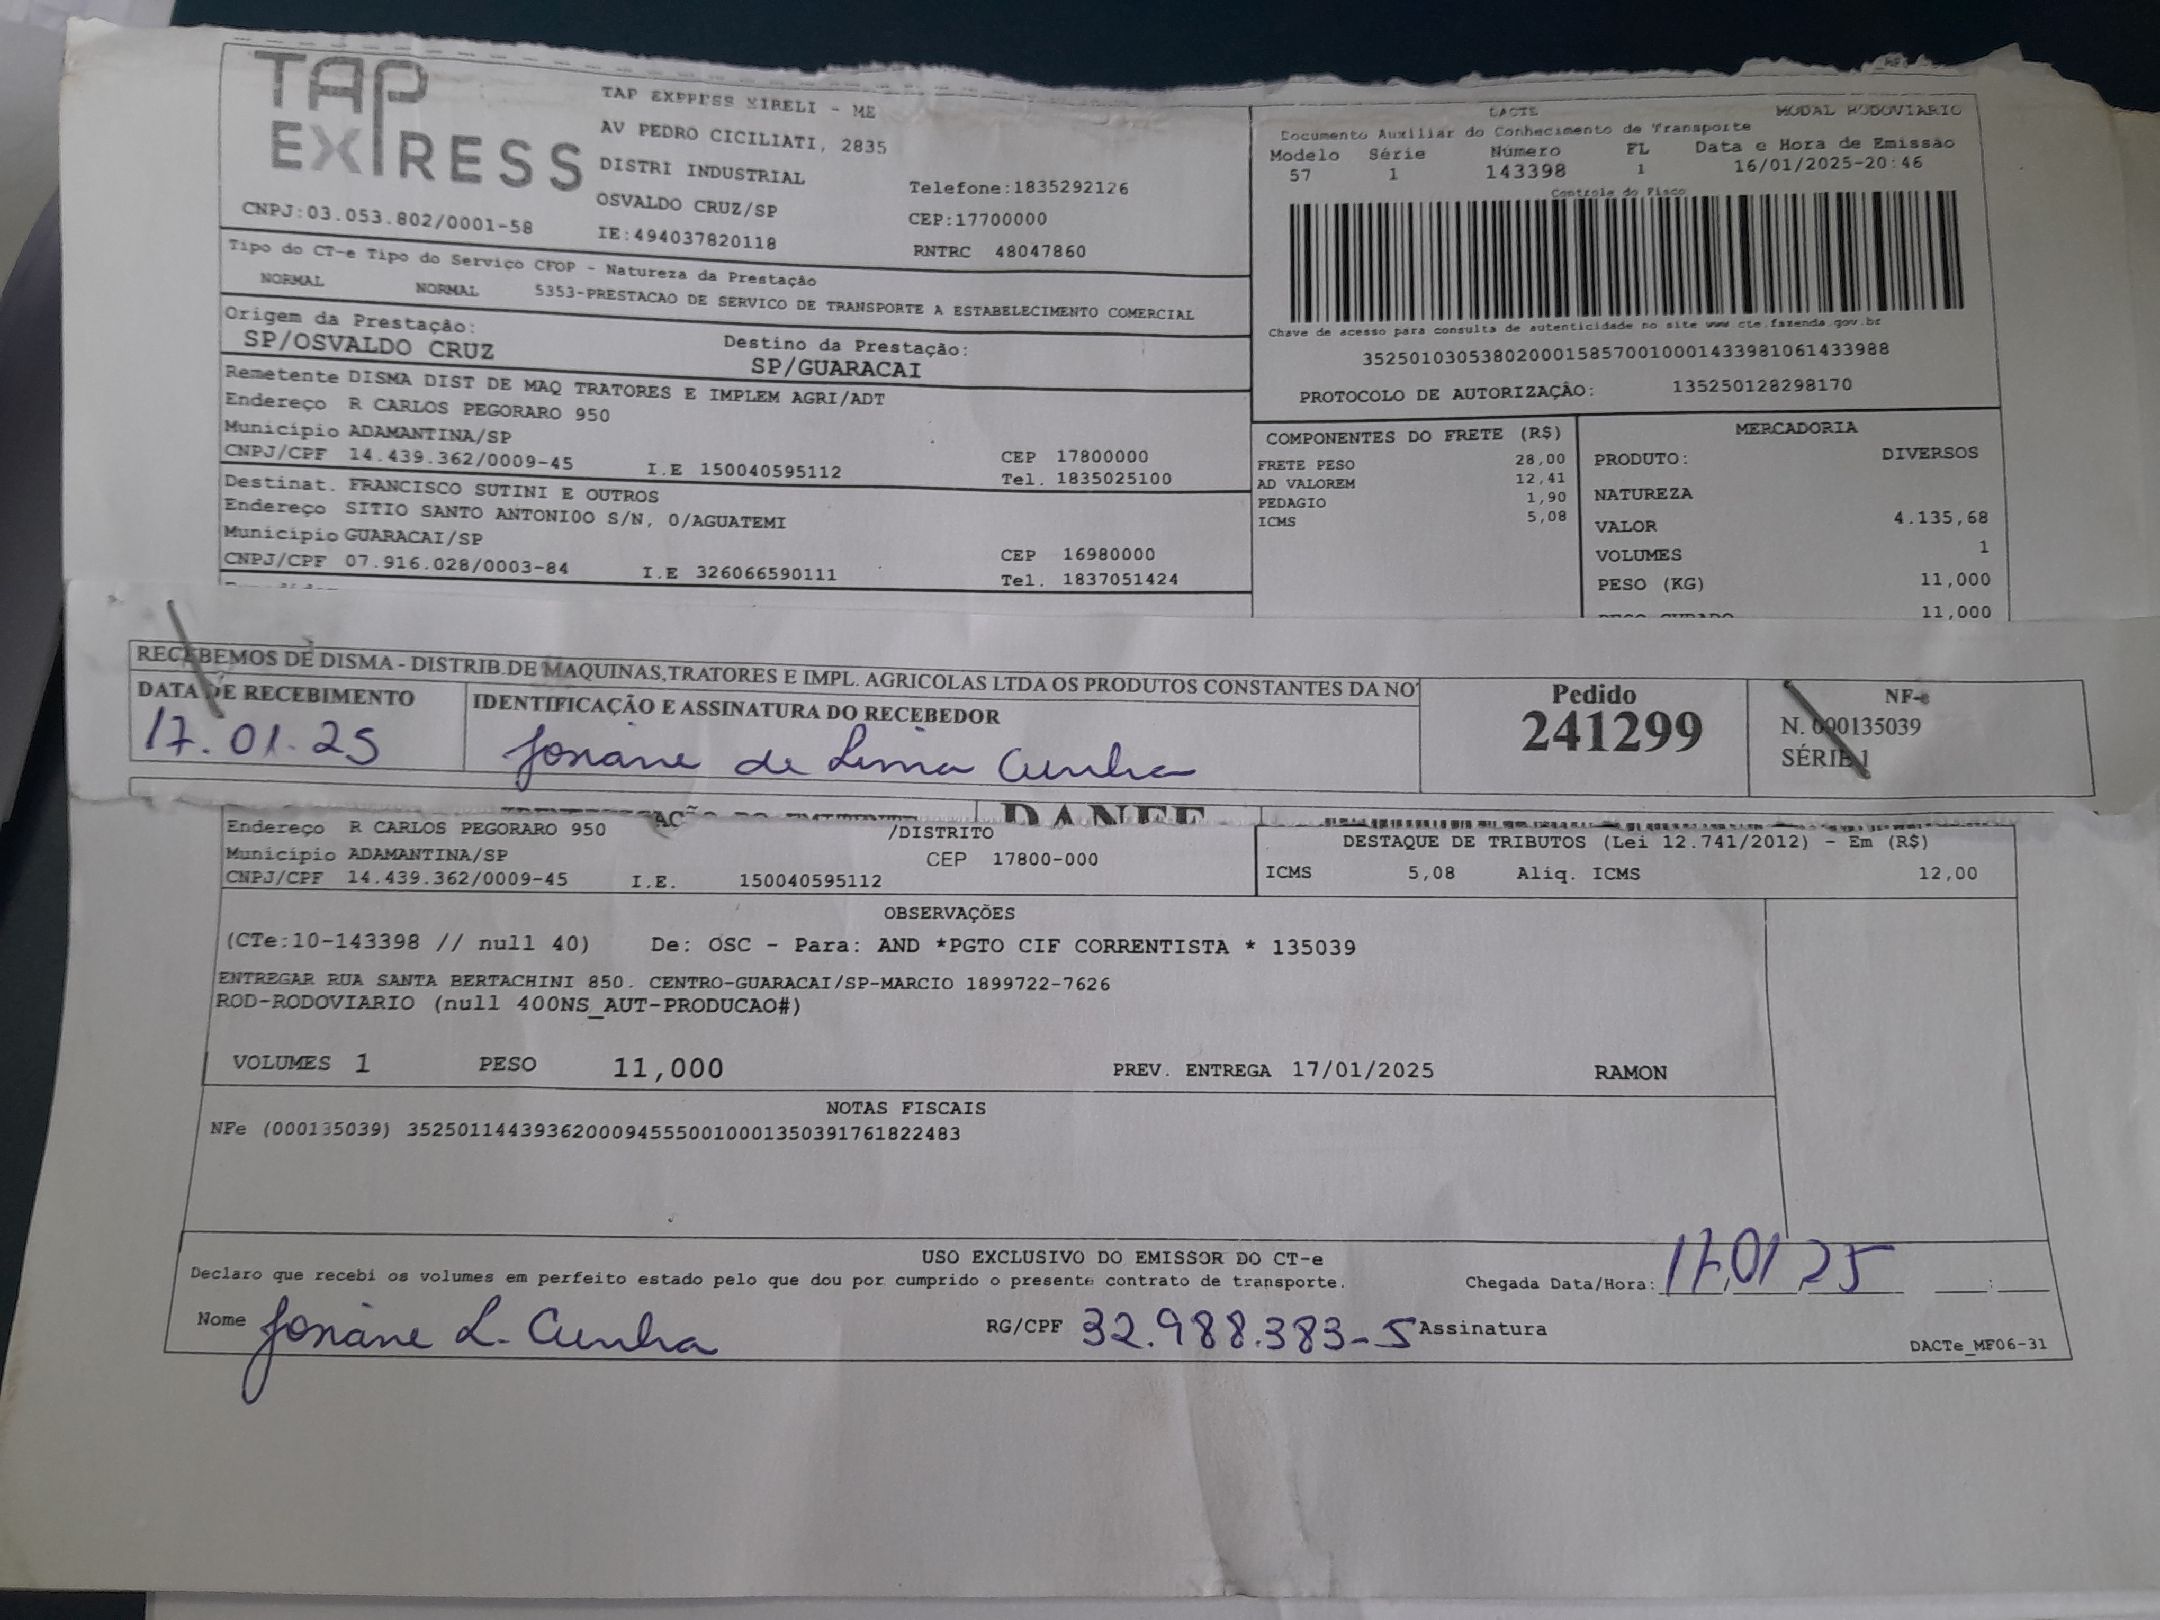 TAP EXPRESS
TAP EXPRESS EIRELI - ME
AV PEDRO CICILIATI, 2835
DISTRI INDUSTRIAL Telefone:1835292126
OSVALDO CRUZ/SP CEP:17700000
CNPJ:03.053.802/0001-58 IE:494037820118 RNTRC 48047860
DACTE MODAL RODOVIARIO
Documento Auxiliar do Conhecimento de Transporte
Modelo Série Número FL Data e Hora de Emissão
57 1 143398 1 16/01/2025-20:46
Controle do Fisco
Chave de acesso para consulta de autenticidade no site www.cte.fazenda.gov.br
35250103053802000158570010001433981061433988
PROTOCOLO DE AUTORIZAÇÃO: 135250128298170
Tipo do CT-e Tipo do Serviço CFOP - Natureza da Prestação
NORMAL NORMAL 5353-PRESTACAO DE SERVICO DE TRANSPORTE A ESTABELECIMENTO COMERCIAL
Origem da Prestação: Destino da Prestação:
SP/OSVALDO CRUZ SP/GUARACAI
Remetente DISMA DIST DE MAQ TRATORES E IMPLEM AGRI/ADT
Endereço R CARLOS PEGORARO 950
Município ADAMANTINA/SP CEP 17800000
CNPJ/CPF 14.439.362/0009-45 I.E 150040595112 Tel. 1835025100
Destinat. FRANCISCO SUTINI E OUTROS
Endereço SITIO SANTO ANTONIOO S/N, 0/AGUATEMI
Município GUARACAI/SP CEP 16980000
CNPJ/CPF 07.916.028/0003-84 I.E 326066590111 Tel. 1837051424
COMPONENTES DO FRETE (R$)
FRETE PESO 28,00
AD VALOREM 12,41
PEDAGIO 1,90
ICMS 5,08
MERCADORIA
PRODUTO: DIVERSOS
NATUREZA
VALOR 4.135,68
VOLUMES 1
PESO (KG) 11,000
PESO CUBADO 11,000
RECEBEMOS DE DISMA - DISTRIB.DE MAQUINAS,TRATORES E IMPL. AGRICOLAS LTDA OS PRODUTOS CONSTANTES DA NO
DATA DE RECEBIMENTO IDENTIFICAÇÃO E ASSINATURA DO RECEBEDOR
17.01.25 Josiane de Lima Cunha
Pedido
241299
NF-e
N. 000135039
SÉRIE 1
DANFE
Endereço R CARLOS PEGORARO 950 /DISTRITO
Município ADAMANTINA/SP CEP 17800-000
CNPJ/CPF 14.439.362/0009-45 I.E. 150040595112
DESTAQUE DE TRIBUTOS (Lei 12.741/2012) - Em (R$)
ICMS 5,08 Aliq. ICMS 12,00
OBSERVAÇÕES
(CTe:10-143398 // null 40) De: OSC - Para: AND *PGTO CIF CORRENTISTA * 135039
ENTREGAR RUA SANTA BERTACHINI 850. CENTRO-GUARACAI/SP-MARCIO 1899722-7626
ROD-RODOVIARIO (null 400NS_AUT-PRODUCAO#)
VOLUMES 1 PESO 11,000 PREV. ENTREGA 17/01/2025 RAMON
NOTAS FISCAIS
NFe (000135039) 35250114439362000945550010001350391761822483
USO EXCLUSIVO DO EMISSOR DO CT-e
Declaro que recebi os volumes em perfeito estado pelo que dou por cumprido o presente contrato de transporte. Chegada Data/Hora: 17,01,25
Nome Josiane L. Cunha RG/CPF 32.988.383-5 Assinatura
DACTe_MF06-31